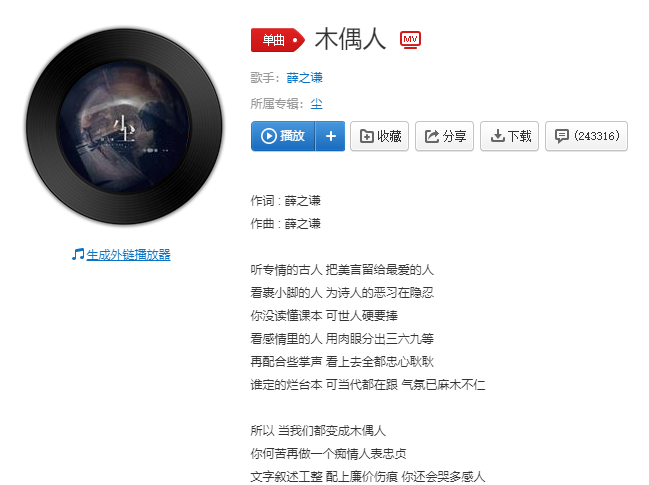 单曲 木偶人 MV
歌手：薛之谦
所属专辑：尘
播放 + 收藏 分享 下载 (243316)
尘
生成外链播放器
作词 : 薛之谦
作曲 : 薛之谦
听专情的古人 把美言留给最爱的人
看裹小脚的人 为诗人的恶习在隐忍
你没读懂课本 可世人硬要捧
看感情里的人 用肉眼分出三六九等
再配合些掌声 看上去全都忠心耿耿
谁定的烂台本 可当代都在跟 气氛已麻木不仁
所以 当我们都变成木偶人
你何苦再做一个痴情人表忠贞
文字叙述工整 配上廉价伤痕 你还会哭多感人